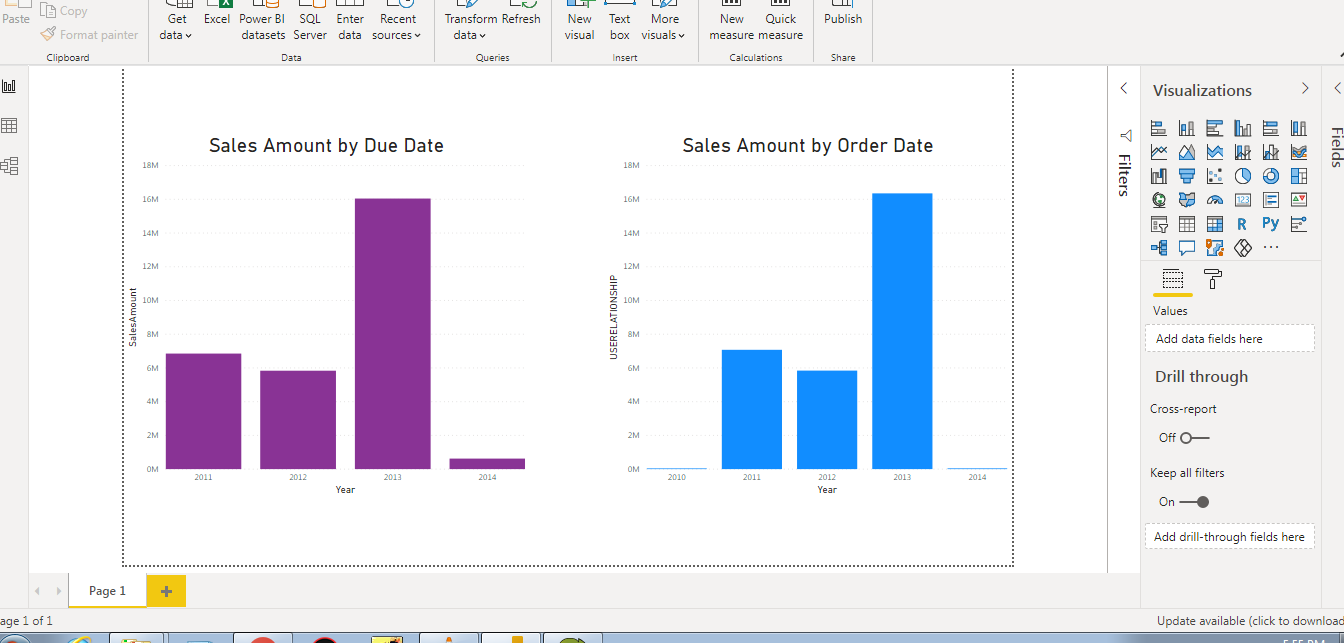 Paste
Copy
Format painter
Clipboard
Get data
Excel
Power BI datasets
SQL Server
Enter data
Recent sources
Data
Transform data
Refresh
Queries
New visual
Text box
More visuals
Insert
New measure
Quick measure
Calculations
Publish
Share
Sales Amount by Due Date
18M
16M
14M
12M
10M
8M
6M
4M
2M
0M
SalesAmount
2011 2012 2013 2014
Year
Sales Amount by Order Date
18M
16M
14M
12M
10M
8M
6M
4M
2M
0M
USERELATIONSHIP
2010 2011 2012 2013 2014
Year
Filters
Visualizations
123
R Py
Values
Add data fields here
Drill through
Cross-report
Off
Keep all filters
On
Add drill-through fields here
Fields
Page 1
age 1 of 1
Update available (click to download